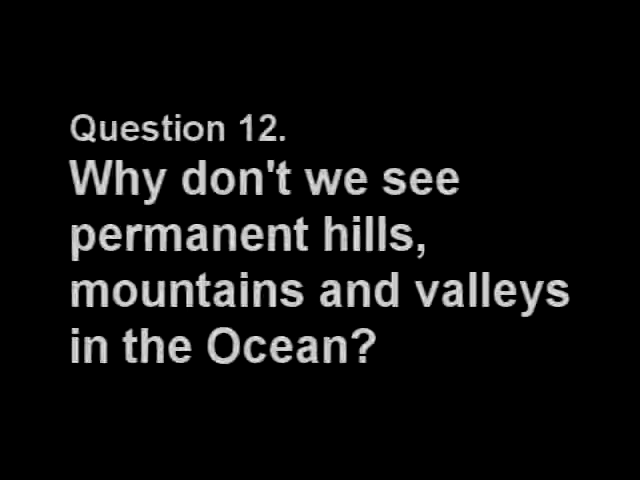 Question 12.
Why don't we see
permanent hills,
mountains and valleys
in the Ocean?